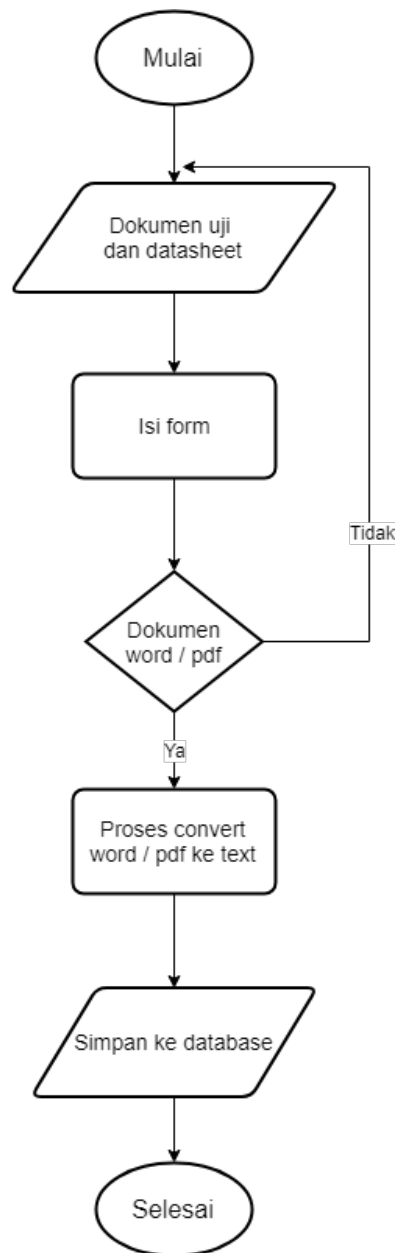 Mulai
Dokumen uji
dan datasheet
Isi form
Tidak
Dokumen
word / pdf
Ya
Proses convert
word / pdf ke text
Simpan ke database
Selesai